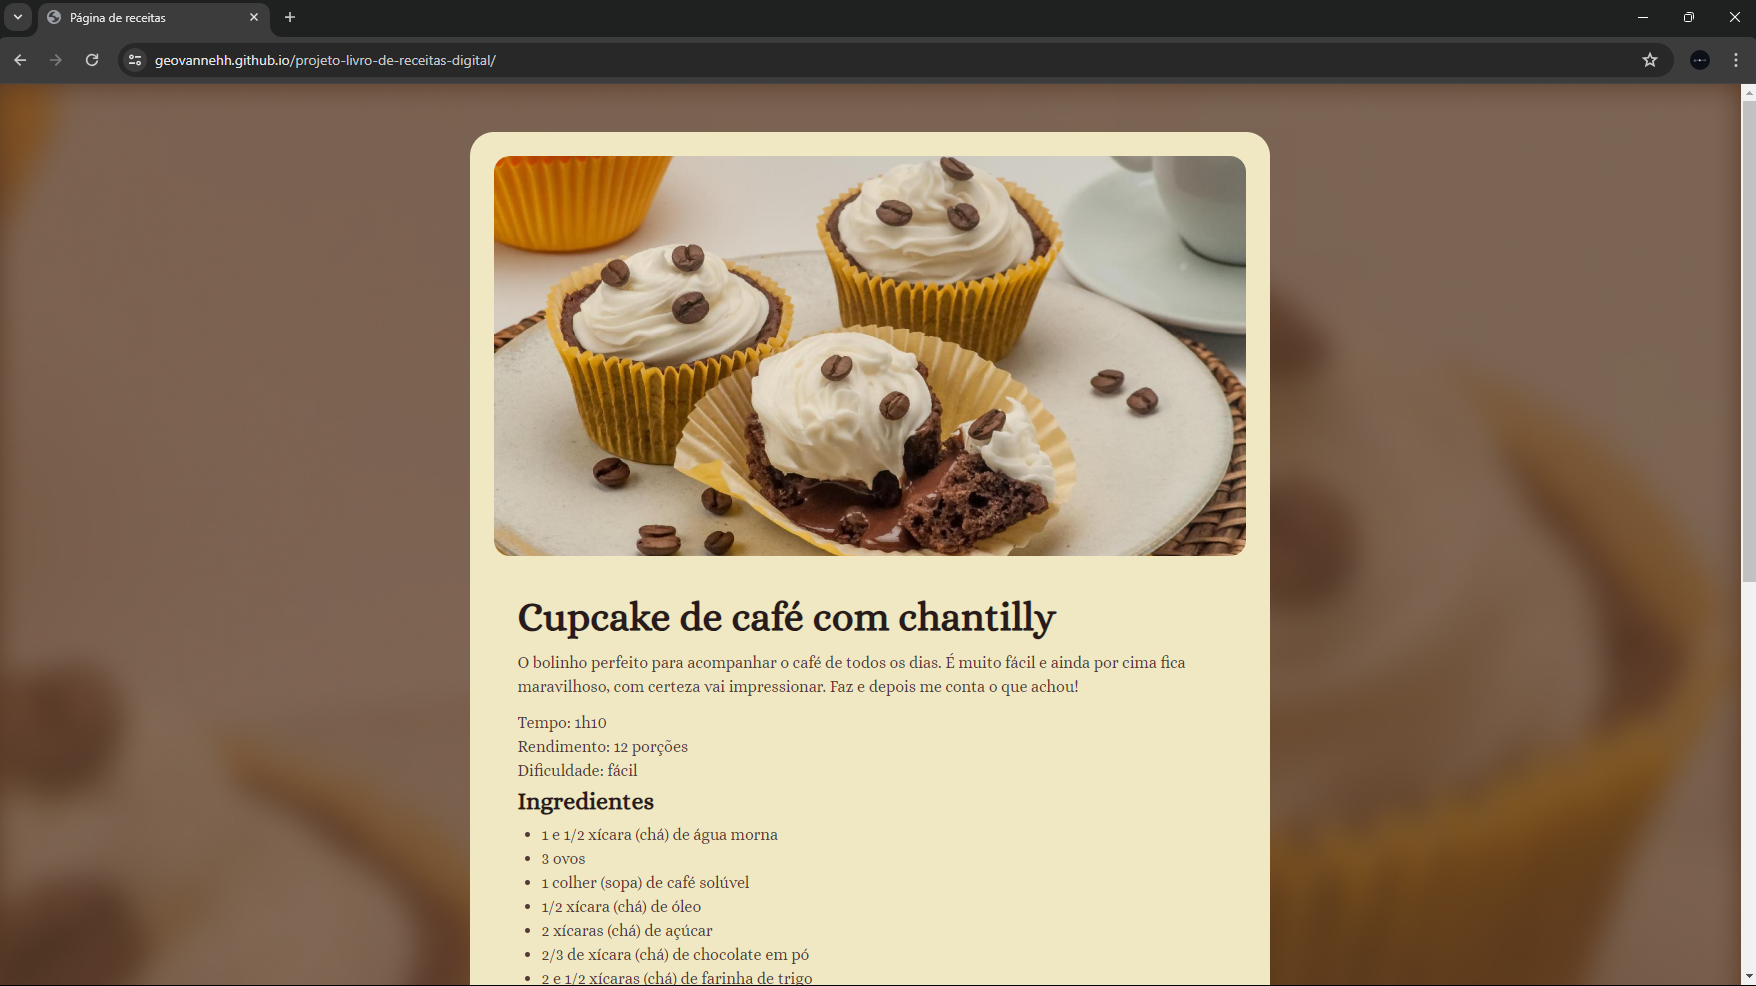 Página de receitas
geovannehh.github.io/projeto-livro-de-receitas-digital/
Cupcake de café com chantilly
O bolinho perfeito para acompanhar o café de todos os dias. É muito fácil e ainda por cima fica
maravilhoso, com certeza vai impressionar. Faz e depois me conta o que achou!
Tempo: 1h10
Rendimento: 12 porções
Dificuldade: fácil
Ingredientes
1 e 1/2 xícara (chá) de água morna
3 ovos
1 colher (sopa) de café solúvel
1/2 xícara (chá) de óleo
2 xícaras (chá) de açúcar
2/3 de xícara (chá) de chocolate em pó
2 e 1/2 xícaras (chá) de farinha de trigo